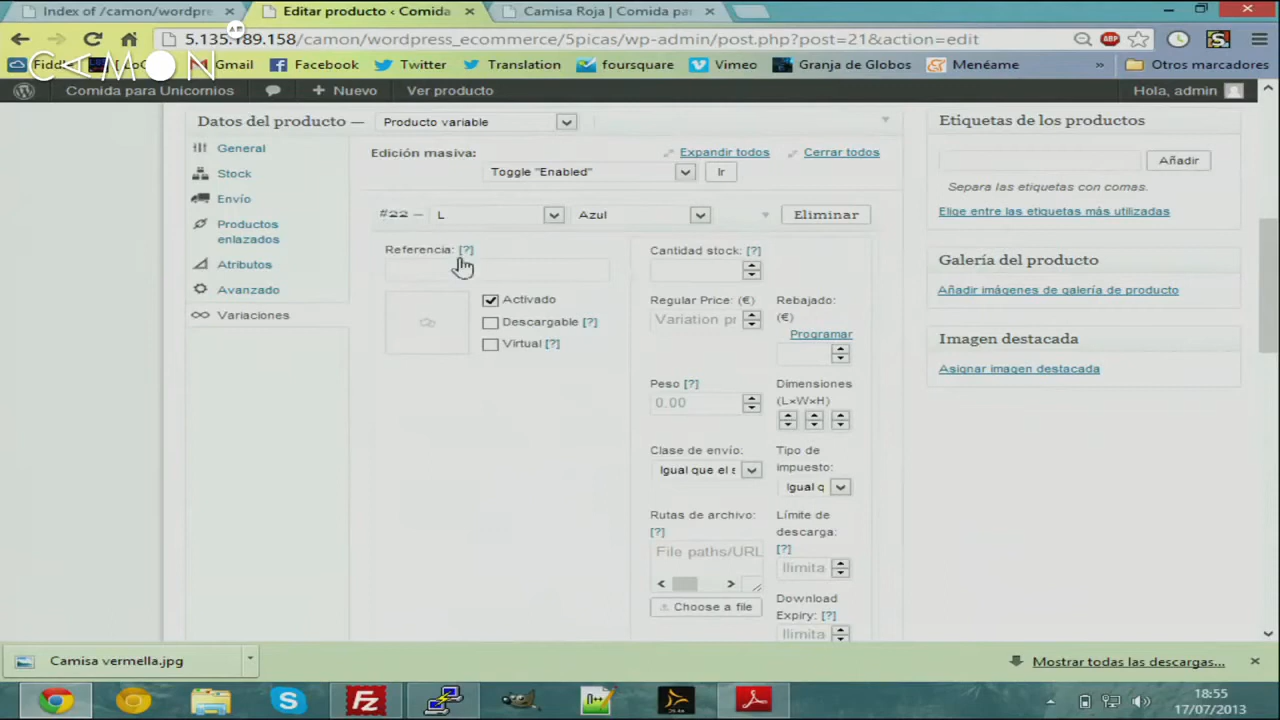 Index of /camon/wordpre
Editar producto ‹ Comida
Camisa Roja | Comida par
5.135.189.158/camon/wordpress_ecommerce/5picas/wp-admin/post.php?post=21&action=edit
CAMON
Fiddl
Gmail
Facebook
Twitter
Translation
foursquare
Vimeo
Granja de Globos
Menéame
»
Otros marcadores
Comida para Unicornios
+ Nuevo
Ver producto
Hola, admin
Datos del producto —
Producto variable
General
Stock
Envío
Productos
enlazados
Atributos
Avanzado
Variaciones
Edición masiva:
Expandir todos
Cerrar todos
Toggle "Enabled"
Ir
#22 –
L
Azul
Eliminar
Referencia: [?]
Activado
Descargable [?]
Virtual [?]
Cantidad stock: [?]
Regular Price: (€)
Variation pr
Rebajado:
(€)
Programar
Peso [?]
0.00
Dimensiones
(L×W×H)
Clase de envío:
Igual que el s
Tipo de
impuesto:
Igual q
Rutas de archivo:
[?]
File paths/URL
Choose a file
Límite de
descarga:
[?]
Ilimita
Download
Expiry: [?]
Ilimita
Etiquetas de los productos
Añadir
Separa las etiquetas con comas.
Elige entre las etiquetas más utilizadas
Galería del producto
Añadir imágenes de galería de producto
Imagen destacada
Asignar imagen destacada
Camisa vermella.jpg
Mostrar todas las descargas...
18:55
17/07/2013